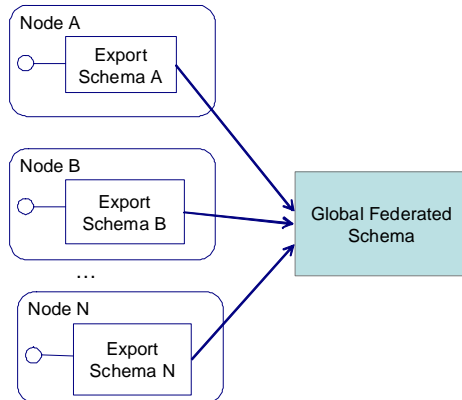 Node A
Export
Schema A
Node B
Export
Schema B
...
Node N
Export
Schema N
Global Federated
Schema